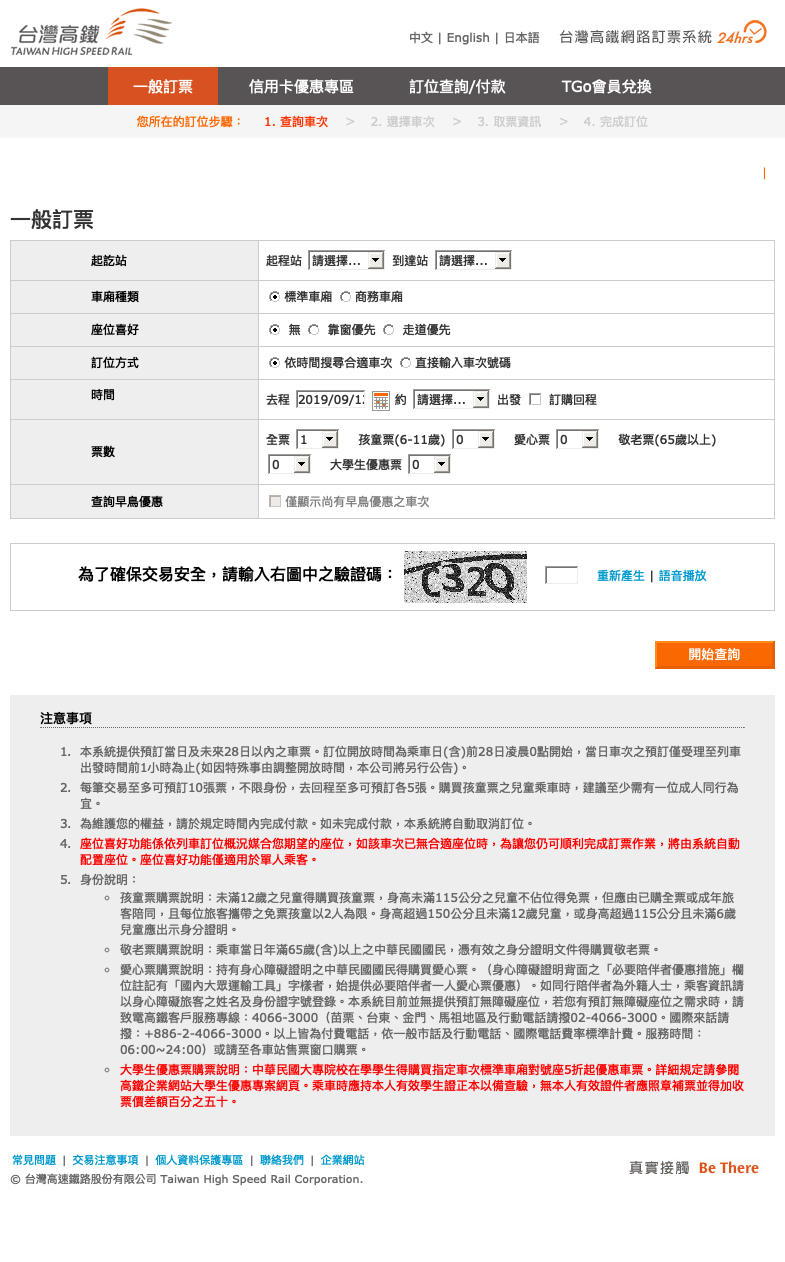 台灣高鐵
TAIWAN HIGH SPEED RAIL
中文 | English | 日本語
台灣高鐵網路訂票系統 24hrs
一般訂票 信用卡優惠專區 訂位查詢/付款 TGo會員兌換
您所在的訂位步驟： 1. 查詢車次 > 2. 選擇車次 > 3. 取票資訊 > 4. 完成訂位
一般訂票
起訖站 起程站 請選擇... 到達站 請選擇...
車廂種類 標準車廂 商務車廂
座位喜好 無 靠窗優先 走道優先
訂位方式 依時間搜尋合適車次 直接輸入車次號碼
時間 去程 2019/09/1 約 請選擇... 出發 訂購回程
票數 全票 1 孩童票(6-11歲) 0 愛心票 0 敬老票(65歲以上)
0 大學生優惠票 0
查詢早鳥優惠 僅顯示尚有早鳥優惠之車次
為了確保交易安全，請輸入右圖中之驗證碼： 重新產生 | 語音播放
開始查詢
注意事項
1. 本系統提供預訂當日及未來28日以內之車票。訂位開放時間為乘車日(含)前28日凌晨0點開始，當日車次之預訂僅受理至列車
出發時間前1小時為止(如因特殊事由調整開放時間，本公司將另行公告)。
2. 每筆交易至多可預訂10張票，不限身份，去回程至多可預訂各5張。購買孩童票之兒童乘車時，建議至少需有一位成人同行為
宜。
3. 為維護您的權益，請於規定時間內完成付款。如未完成付款，本系統將自動取消訂位。
4. 座位喜好功能係依列車訂位概況媒合您期望的座位，如該車次已無合適座位時，為讓您仍可順利完成訂票作業，將由系統自動
配置座位。座位喜好功能僅適用於單人乘客。
5. 身份說明：
孩童票購票說明：未滿12歲之兒童得購買孩童票，身高未滿115公分之兒童不佔位得免票，但應由已購全票或成年旅
客陪同，且每位旅客攜帶之免票孩童以2人為限。身高超過150公分且未滿12歲兒童，或身高超過115公分且未滿6歲
兒童應出示身分證明。
敬老票購票說明：乘車當日年滿65歲(含)以上之中華民國國民，憑有效之身分證明文件得購買敬老票。
愛心票購票說明：持有身心障礙證明之中華民國國民得購買愛心票。（身心障礙證明背面之「必要陪伴者優惠措施」欄
位註記有「國內大眾運輸工具」字樣者，始提供必要陪伴者一人愛心票優惠）。如同行陪伴者為外籍人士，乘客資訊請
以身心障礙旅客之姓名及身份證字號登錄。本系統目前並無提供預訂無障礙座位，若您有預訂無障礙座位之需求時，請
致電高鐵客戶服務專線：4066-3000（苗票、台東、金門、馬祖地區及行動電話請撥02-4066-3000。國際來話請
撥：+886-2-4066-3000。以上皆為付費電話，依一般市話及行動電話、國際電話費率標準計費。服務時間：
06:00~24:00）或請至各車站售票窗口購票。
大學生優惠票購票說明：中華民國大專院校在學學生得購買指定車次標準車廂對號座5折起優惠車票。詳細規定請參閱
高鐵企業網站大學生優惠專案網頁。乘車時應持本人有效學生證正本以備查驗，無本人有效證件者應照章補票並得加收
票價差額百分之五十。
常見問題 | 交易注意事項 | 個人資料保護專區 | 聯絡我們 | 企業網站
© 台灣高速鐵路股份有限公司 Taiwan High Speed Rail Corporation.
真實接觸 Be There